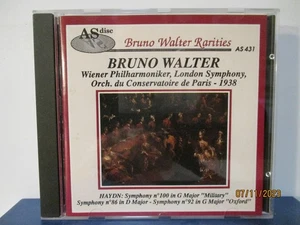 AS disc
Bruno Walter Rarities
AS 431
BRUNO WALTER
Wiener Philharmoniker, London Symphony,
Orch. du Conservatoire de Paris - 1938
HAYDN: Symphony n°100 in G Major "Military"
Symphony n°86 in D Major - Symphony n°92 in G Major "Oxford"